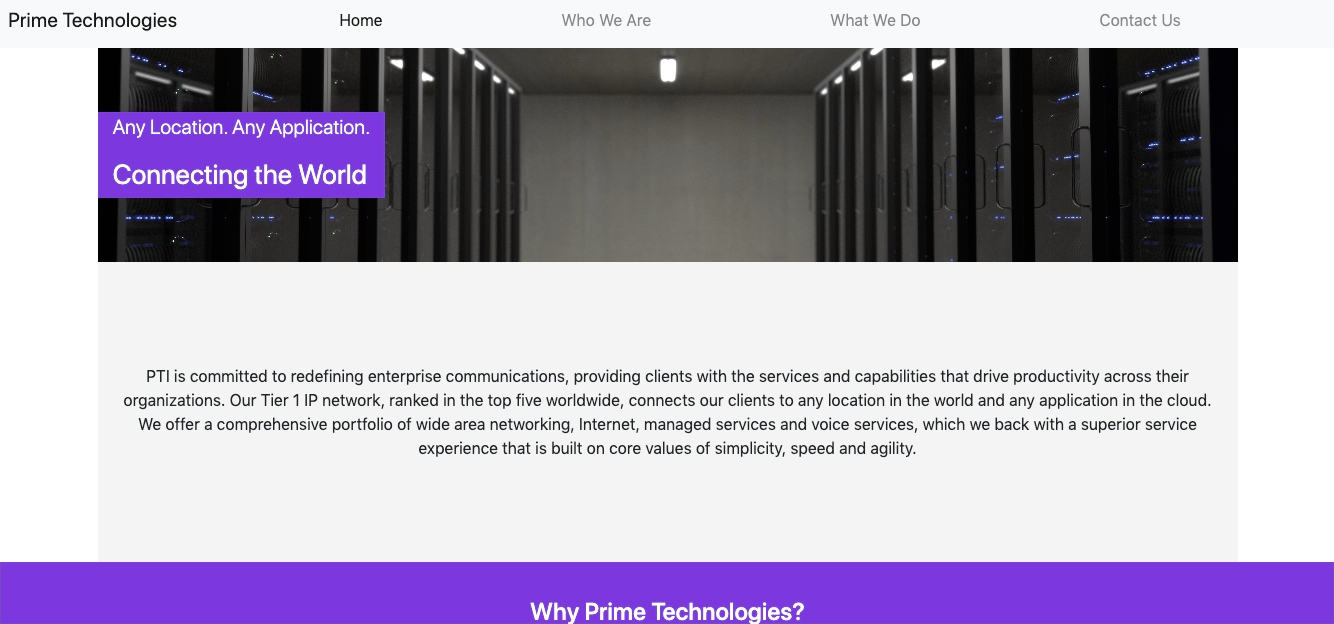 Prime Technologies
Home
Who We Are
What We Do
Contact Us
Any Location. Any Application.
Connecting the World
PTI is committed to redefining enterprise communications, providing clients with the services and capabilities that drive productivity across their
organizations. Our Tier 1 IP network, ranked in the top five worldwide, connects our clients to any location in the world and any application in the cloud.
We offer a comprehensive portfolio of wide area networking, Internet, managed services and voice services, which we back with a superior service
experience that is built on core values of simplicity, speed and agility.
Why Prime Technologies?